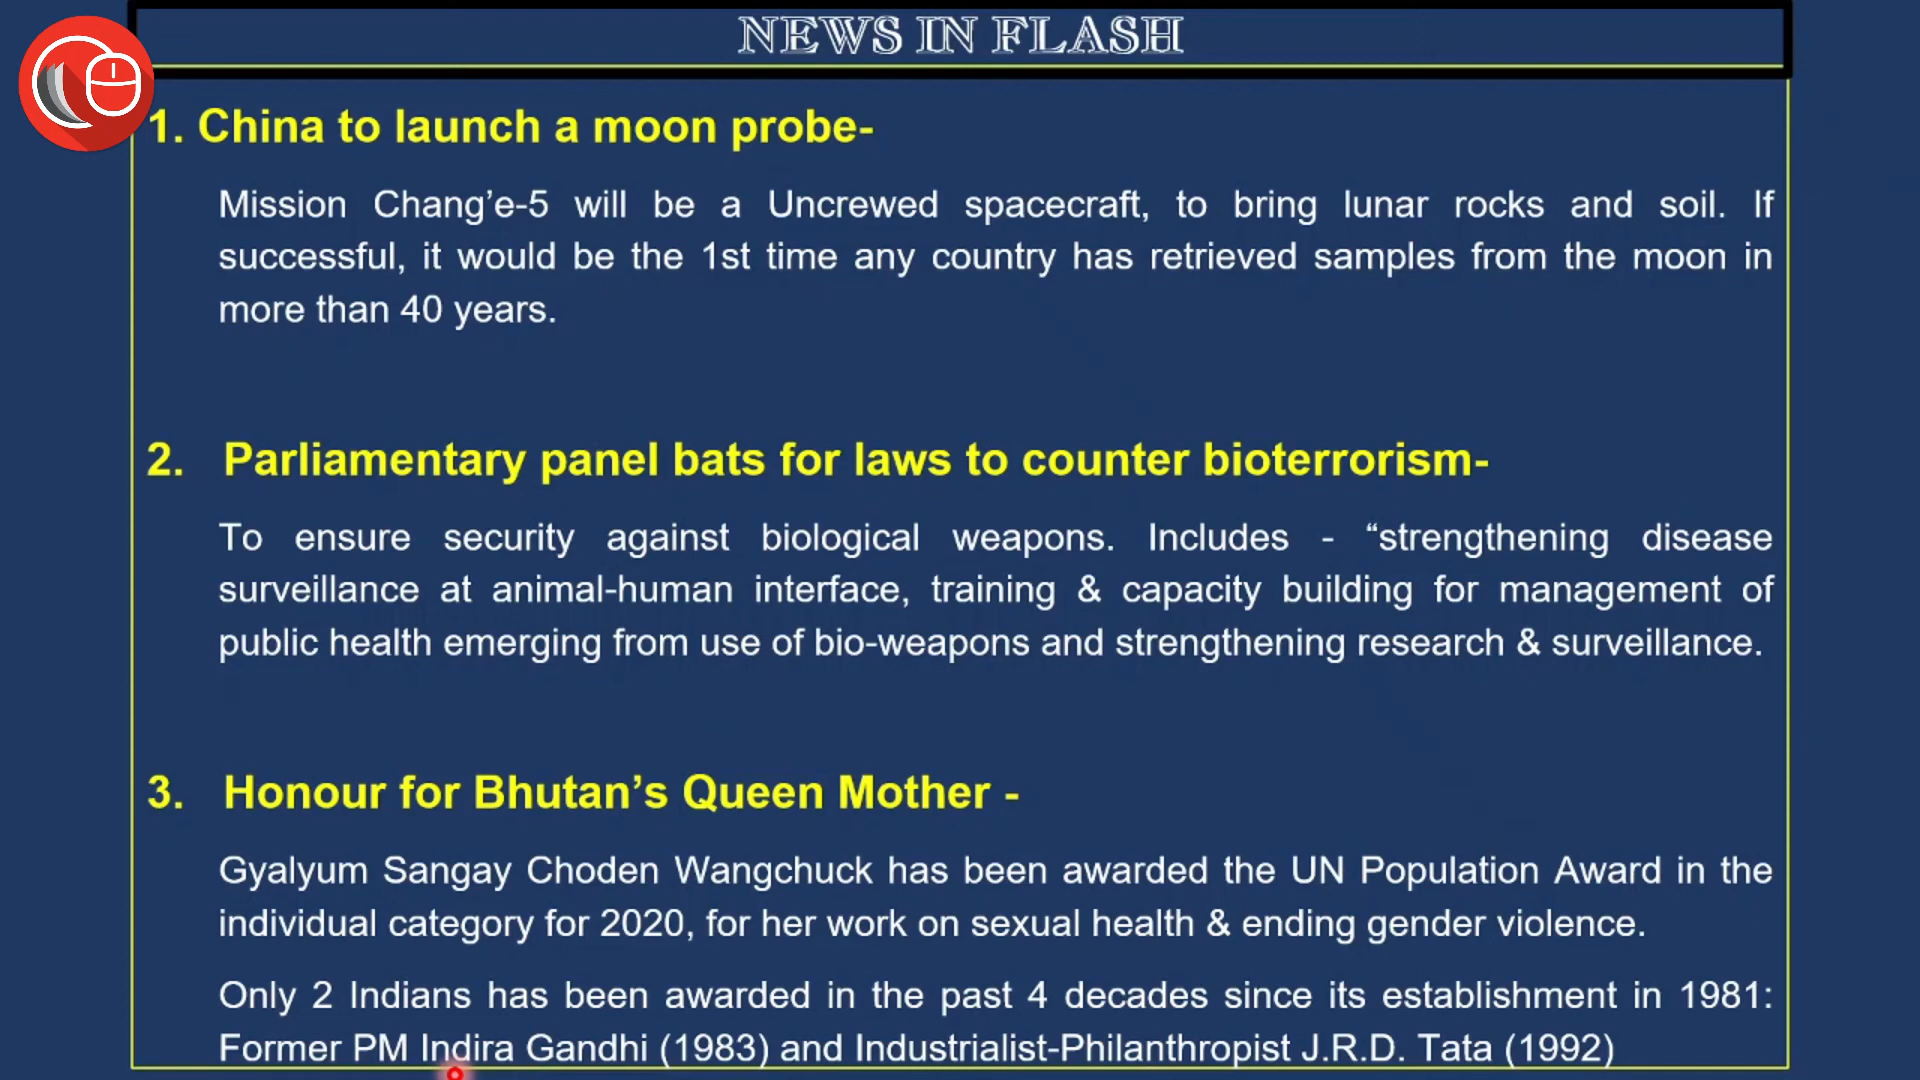 NEWS IN FLASH
1. China to launch a moon probe-
Mission Chang’e-5 will be a Uncrewed spacecraft, to bring lunar rocks and soil. If
successful, it would be the 1st time any country has retrieved samples from the moon in
more than 40 years.
2. Parliamentary panel bats for laws to counter bioterrorism-
To ensure security against biological weapons. Includes - “strengthening disease
surveillance at animal-human interface, training & capacity building for management of
public health emerging from use of bio-weapons and strengthening research & surveillance.
3. Honour for Bhutan’s Queen Mother -
Gyalyum Sangay Choden Wangchuck has been awarded the UN Population Award in the
individual category for 2020, for her work on sexual health & ending gender violence.
Only 2 Indians has been awarded in the past 4 decades since its establishment in 1981:
Former PM Indira Gandhi (1983) and Industrialist-Philanthropist J.R.D. Tata (1992)